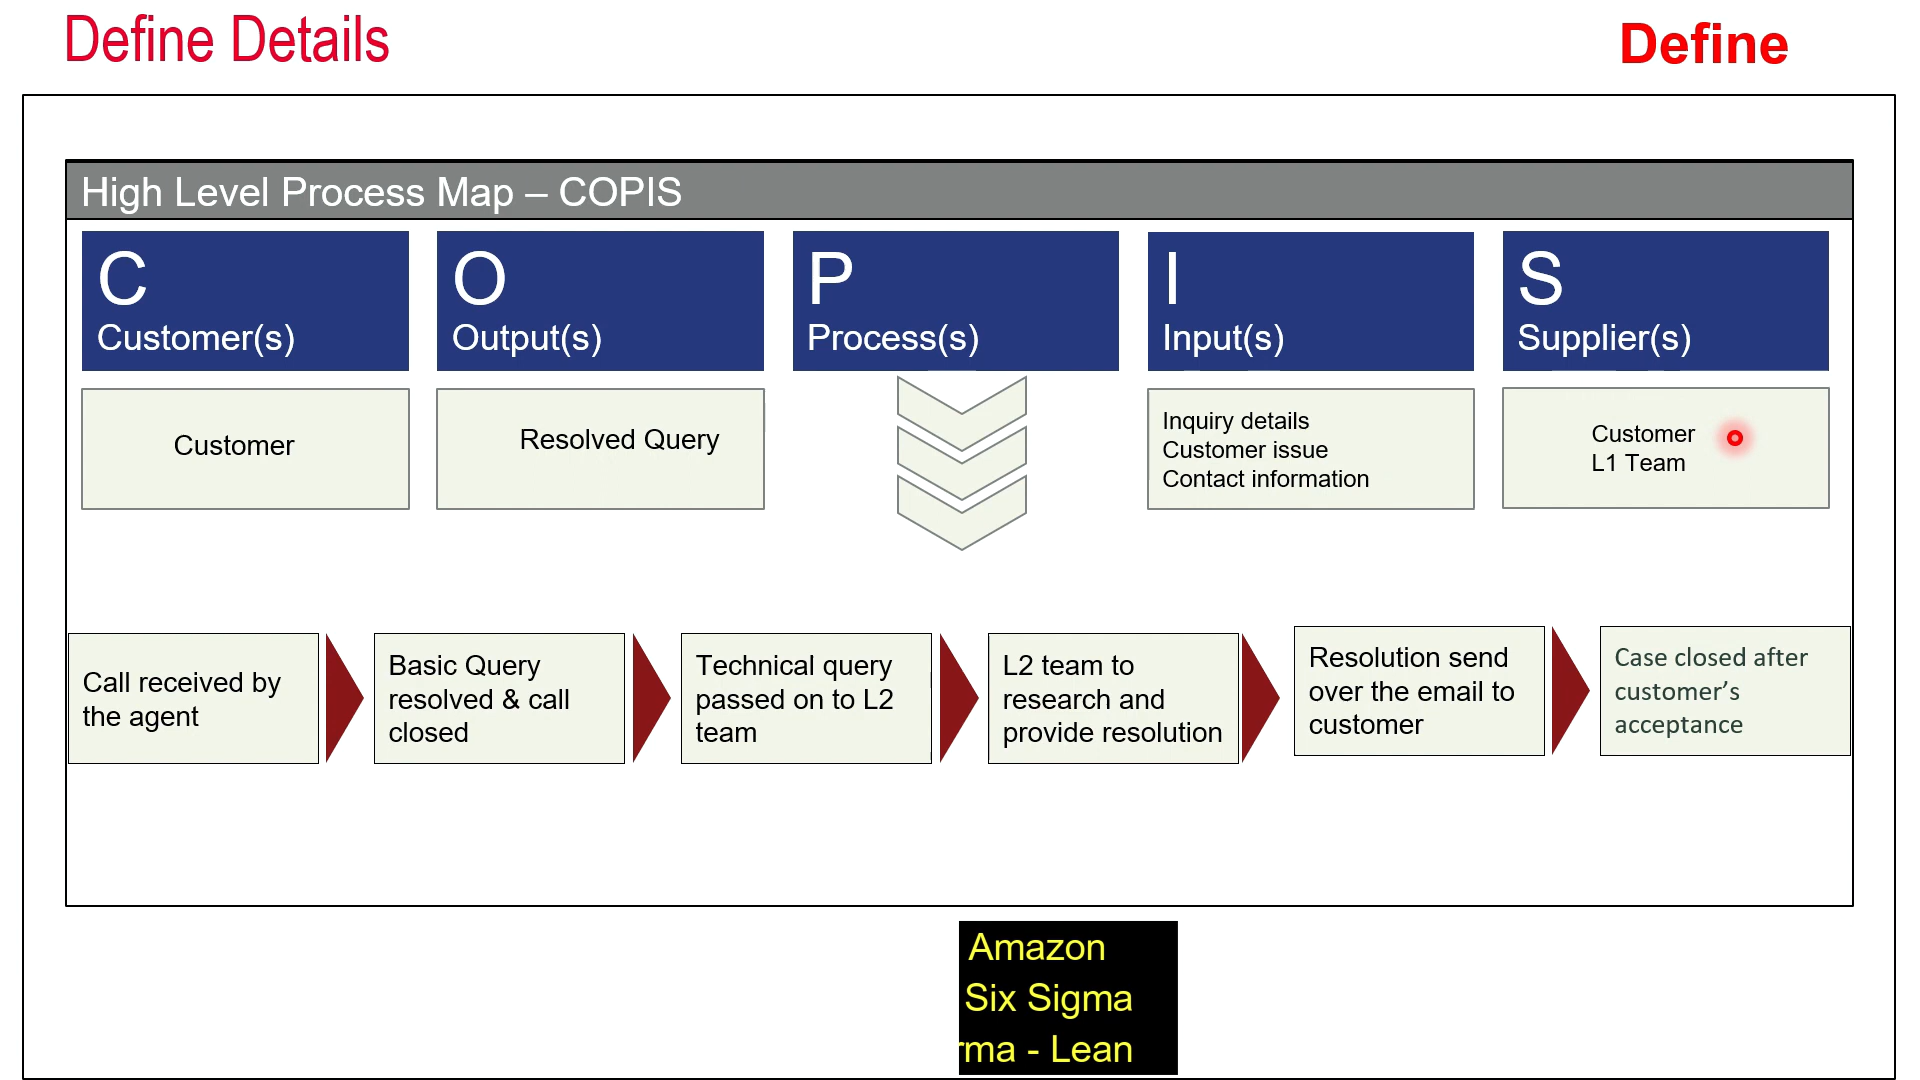 Define Details
Define
High Level Process Map – COPIS
C
Customer(s)
O
Output(s)
P
Process(s)
I
Input(s)
S
Supplier(s)
Customer
Resolved Query
Inquiry details
Customer issue
Contact information
Customer
L1 Team
Call received by
the agent
Basic Query
resolved & call
closed
Technical query
passed on to L2
team
L2 team to
research and
provide resolution
Resolution send
over the email to
customer
Case closed after
customer’s
acceptance
Amazon
Six Sigma
rma - Lean